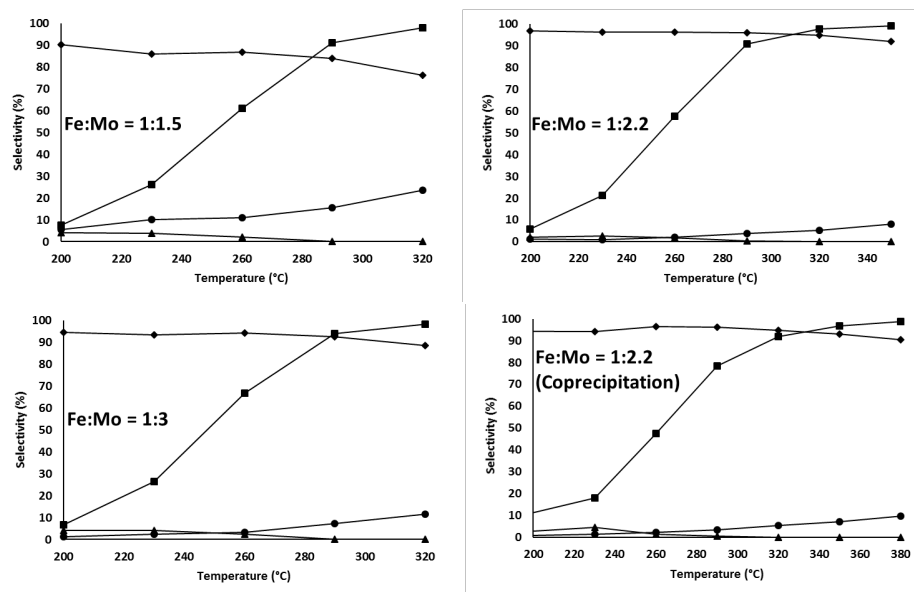 100
90
80
70
60
50
40
30
20
10
0
Selectivity (%)
Fe:Mo = 1:1.5
200 220 240 260 280 300 320
Temperature (°C)
100
90
80
70
60
50
40
30
20
10
0
Selectivity (%)
Fe:Mo = 1:2.2
200 220 240 260 280 300 320 340
Temperature (°C)
100
90
80
70
60
50
40
30
20
10
0
Selectivity (%)
Fe:Mo = 1:3
200 220 240 260 280 300 320
Temperature (°C)
100
90
80
70
60
50
40
30
20
10
0
Selectivity (%)
Fe:Mo = 1:2.2
(Coprecipitation)
200 220 240 260 280 300 320 340 360 380
Temperature (°C)